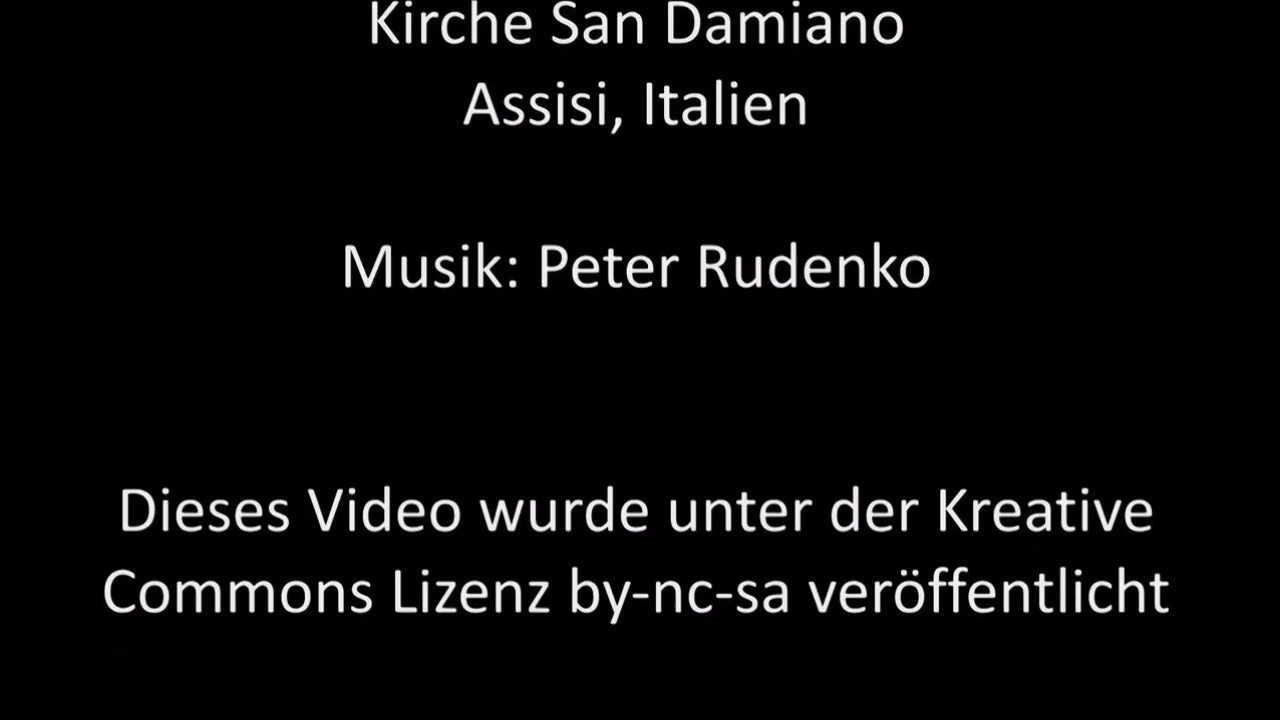 Kirche San Damiano
Assisi, Italien
Musik: Peter Rudenko
Dieses Video wurde unter der Kreative
Commons Lizenz by-nc-sa veröffentlicht